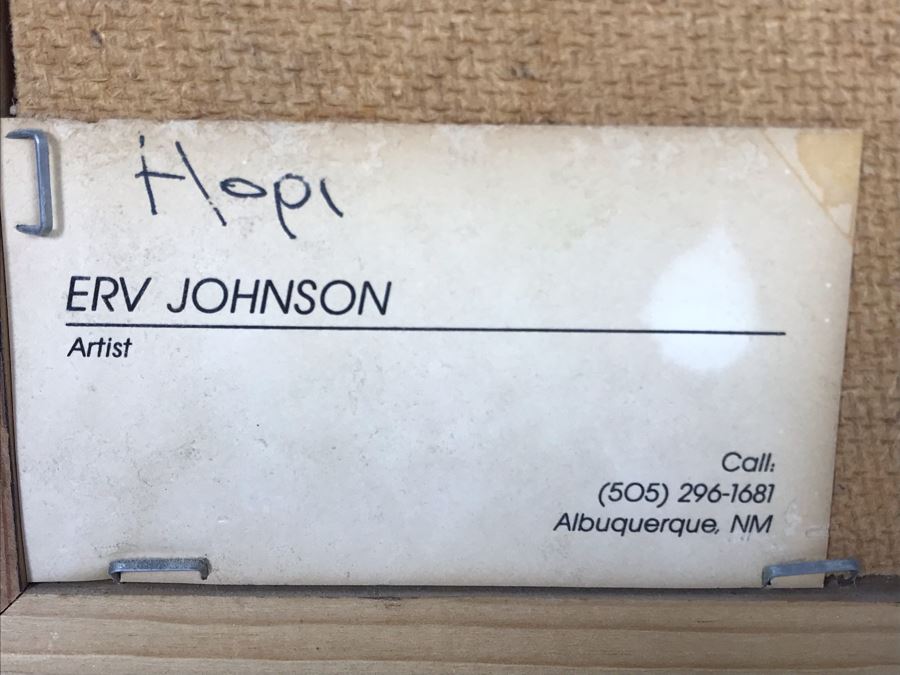 Hopi
ERV JOHNSON
Artist
Call:
(505) 296-1681
Albuquerque, NM